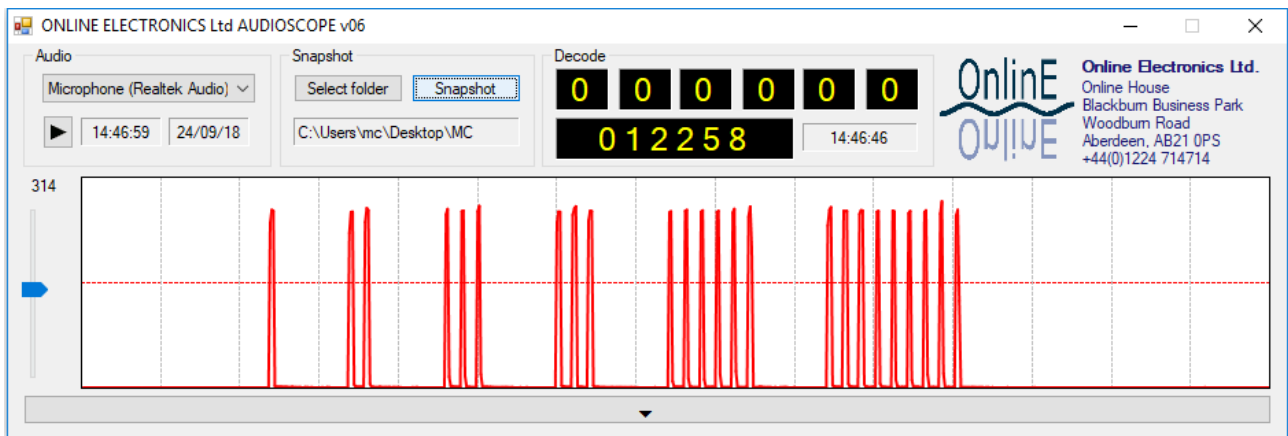 ONLINE ELECTRONICS Ltd AUDIOSCOPE v06
Audio
Microphone (Realtek Audio)
14:46:59 24/09/18
Snapshot
Select folder Snapshot
C:\Users\mc\Desktop\MC
Decode
0 0 0 0 0 0
012258 14:46:46
OnlinE
OnlinE
Online Electronics Ltd.
Online House
Blackburn Business Park
Woodburn Road
Aberdeen, AB21 0PS
+44(0)1224 714714
314